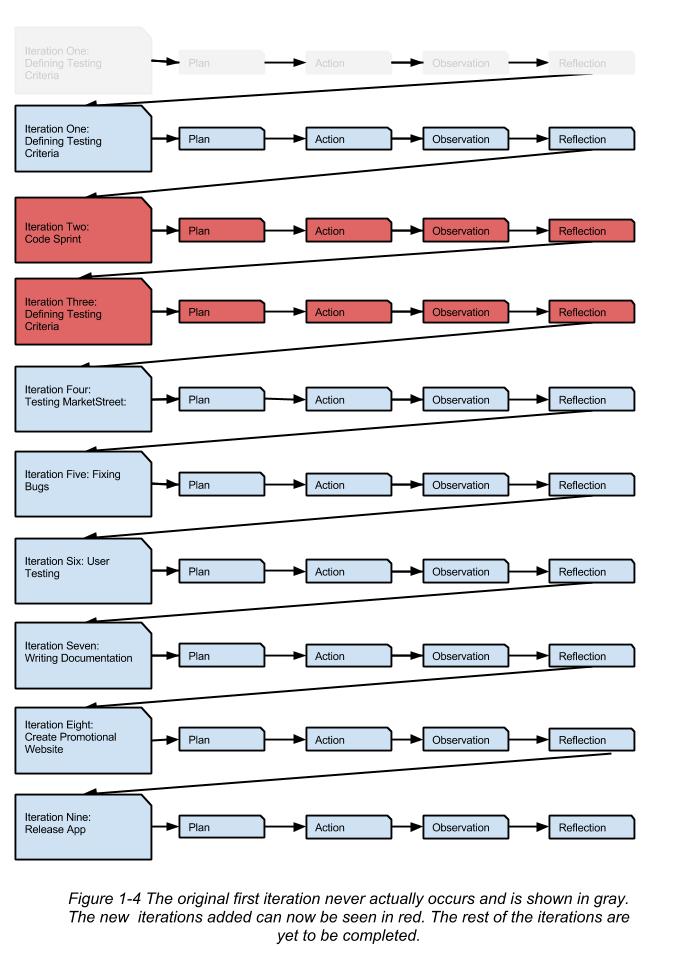 Iteration One:
Defining Testing
Criteria
Plan
Action
Observation
Reflection
Iteration One:
Defining Testing
Criteria
Plan
Action
Observation
Reflection
Iteration Two:
Code Sprint
Plan
Action
Observation
Reflection
Iteration Three:
Defining Testing
Criteria
Plan
Action
Observation
Reflection
Iteration Four:
Testing MarketStreet:
Plan
Action
Observation
Reflection
Iteration Five: Fixing
Bugs
Plan
Action
Observation
Reflection
Iteration Six: User
Testing
Plan
Action
Observation
Reflection
Iteration Seven:
Writing Documentation
Plan
Action
Observation
Reflection
Iteration Eight:
Create Promotional
Website
Plan
Action
Observation
Reflection
Iteration Nine:
Release App
Plan
Action
Observation
Reflection
Figure 1-4 The original first iteration never actually occurs and is shown in gray.
The new  iterations added can now be seen in red. The rest of the iterations are
yet to be completed.